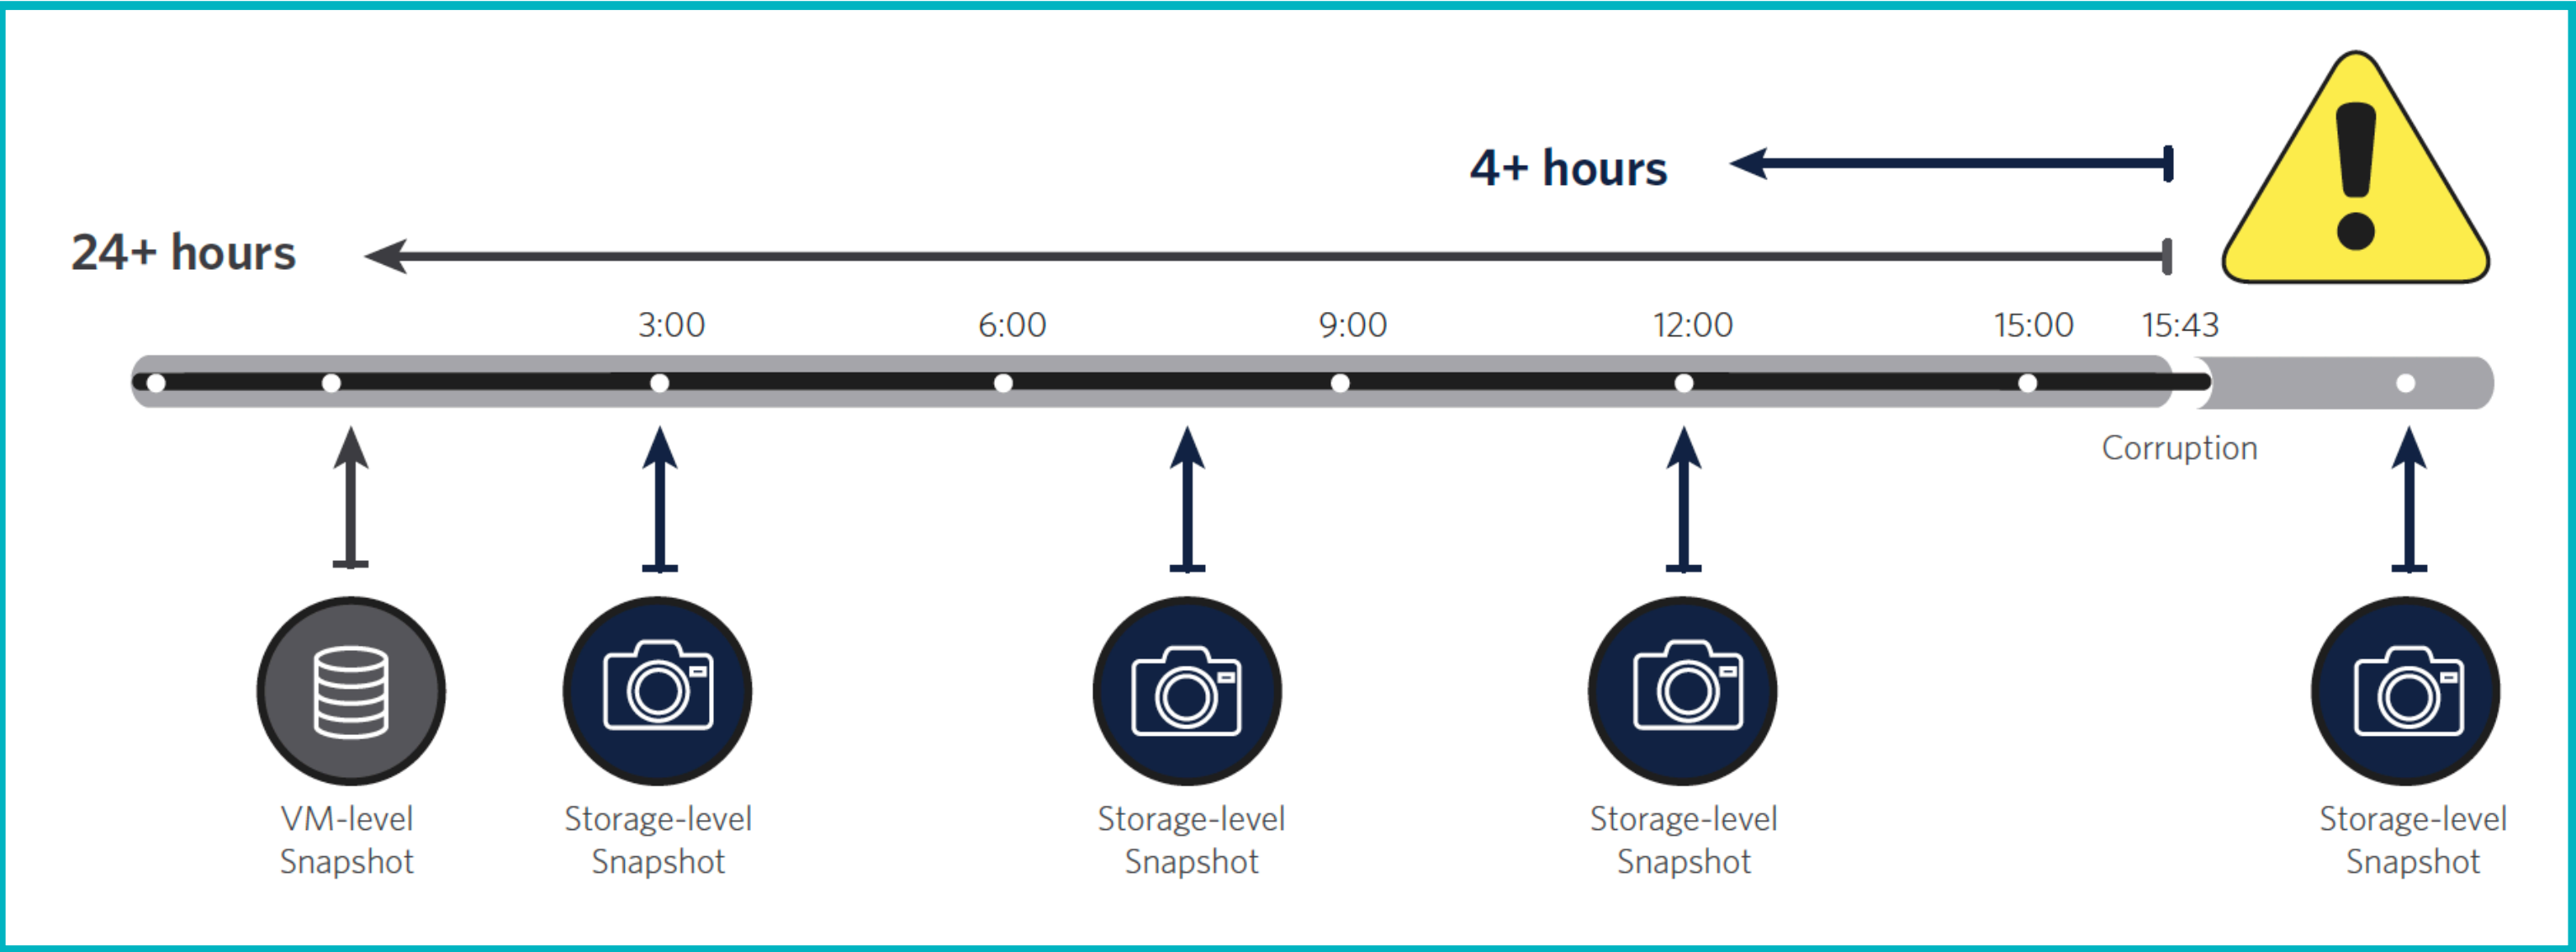 4+ hours
24+ hours
3:00
6:00
9:00
12:00
15:00
15:43
Corruption
VM-level
Snapshot
Storage-level
Snapshot
Storage-level
Snapshot
Storage-level
Snapshot
Storage-level
Snapshot